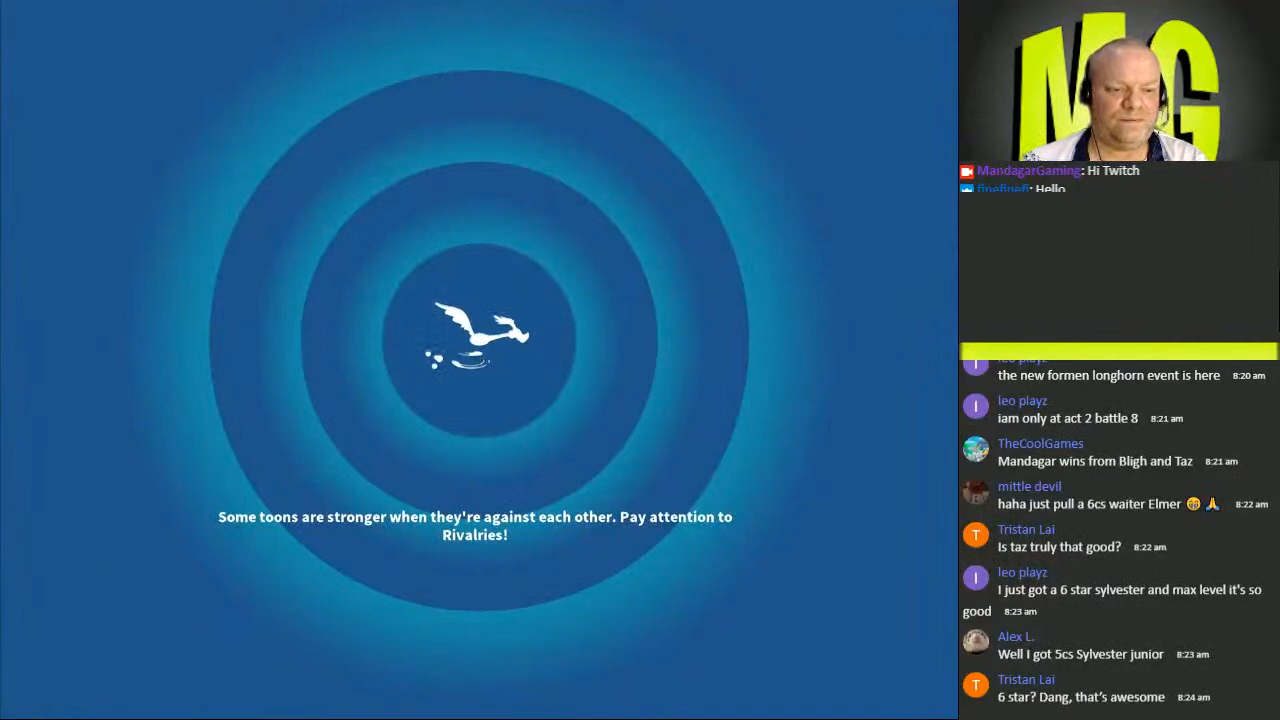 MG
MandagarGaming: Hi Twitch
finefinefi: Hello
leo playz
the new formen longhorn event is here 8:20 am
leo playz
iam only at act 2 battle 8 8:21 am
TheCoolGames
Mandagar wins from Bligh and Taz 8:21 am
mittle devil
haha just pull a 6cs waiter Elmer 😁 🙏 8:22 am
Tristan Lai
Is taz truly that good? 8:22 am
leo playz
I just got a 6 star sylvester and max level it's so
good 8:23 am
Alex L.
Well I got 5cs Sylvester junior 8:23 am
Tristan Lai
6 star? Dang, that's awesome 8:24 am
Some toons are stronger when they're against each other. Pay attention to
Rivalries!